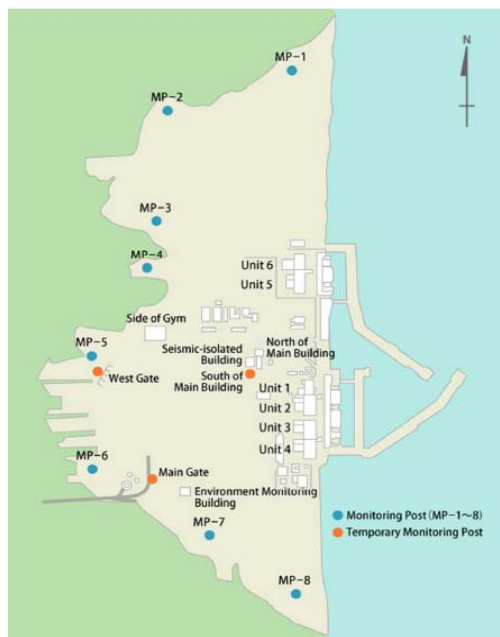 MP-1
N
MP-2
MP-3
MP-4
Unit 6
Unit 5
Side of Gym
MP-5
Seismic-isolated
Building
North of
Main Building
West Gate
South of
Main Building
Unit 1
Unit 2
Unit 3
Unit 4
MP-6
Main Gate
Environment Monitoring
Building
MP-7
Monitoring Post (MP-1～8)
Temporary Monitoring Post
MP-8